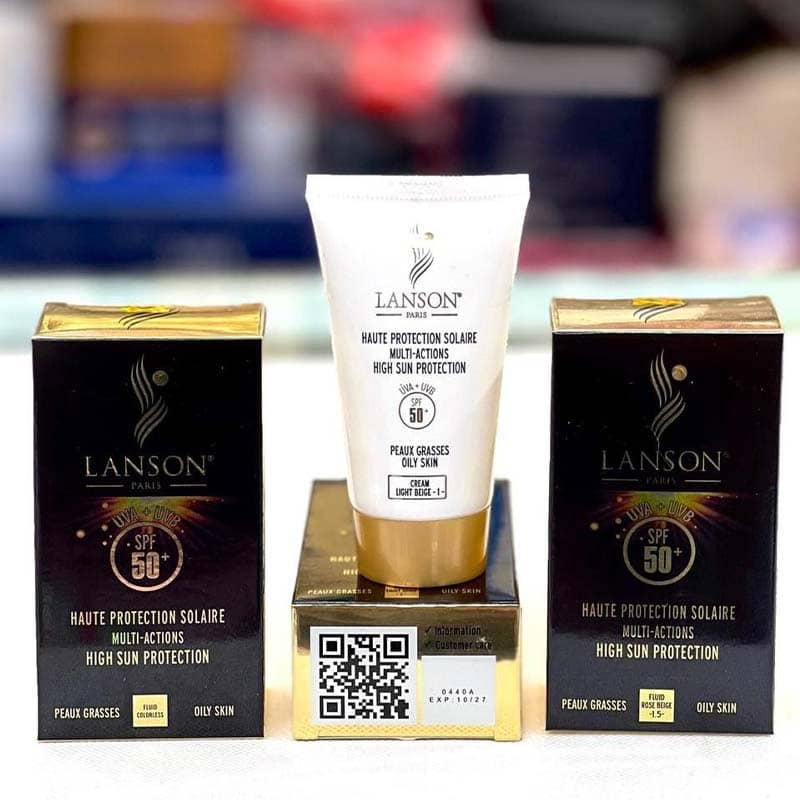 LANSON®
PARIS
UVA + UVB
SPF
50+
HAUTE PROTECTION SOLAIRE
MULTI-ACTIONS
HIGH SUN PROTECTION
PEAUX GRASSES
FLUID
COLORLESS
OILY SKIN
LANSON®
PARIS
HAUTE PROTECTION SOLAIRE
MULTI-ACTIONS
HIGH SUN PROTECTION
UVA + UVB
SPF
50+
PEAUX GRASSES
OILY SKIN
CREAM
LIGHT BEIGE -1-
PEAUX GRASSES
OILY SKIN
✓ Information
✓ Customer care
0440A
EXP:10/27
LANSON®
PARIS
UVA + UVB
SPF
50+
HAUTE PROTECTION SOLAIRE
MULTI-ACTIONS
HIGH SUN PROTECTION
PEAUX GRASSES
FLUID
ROSE BEIGE
-1.5-
OILY SKIN